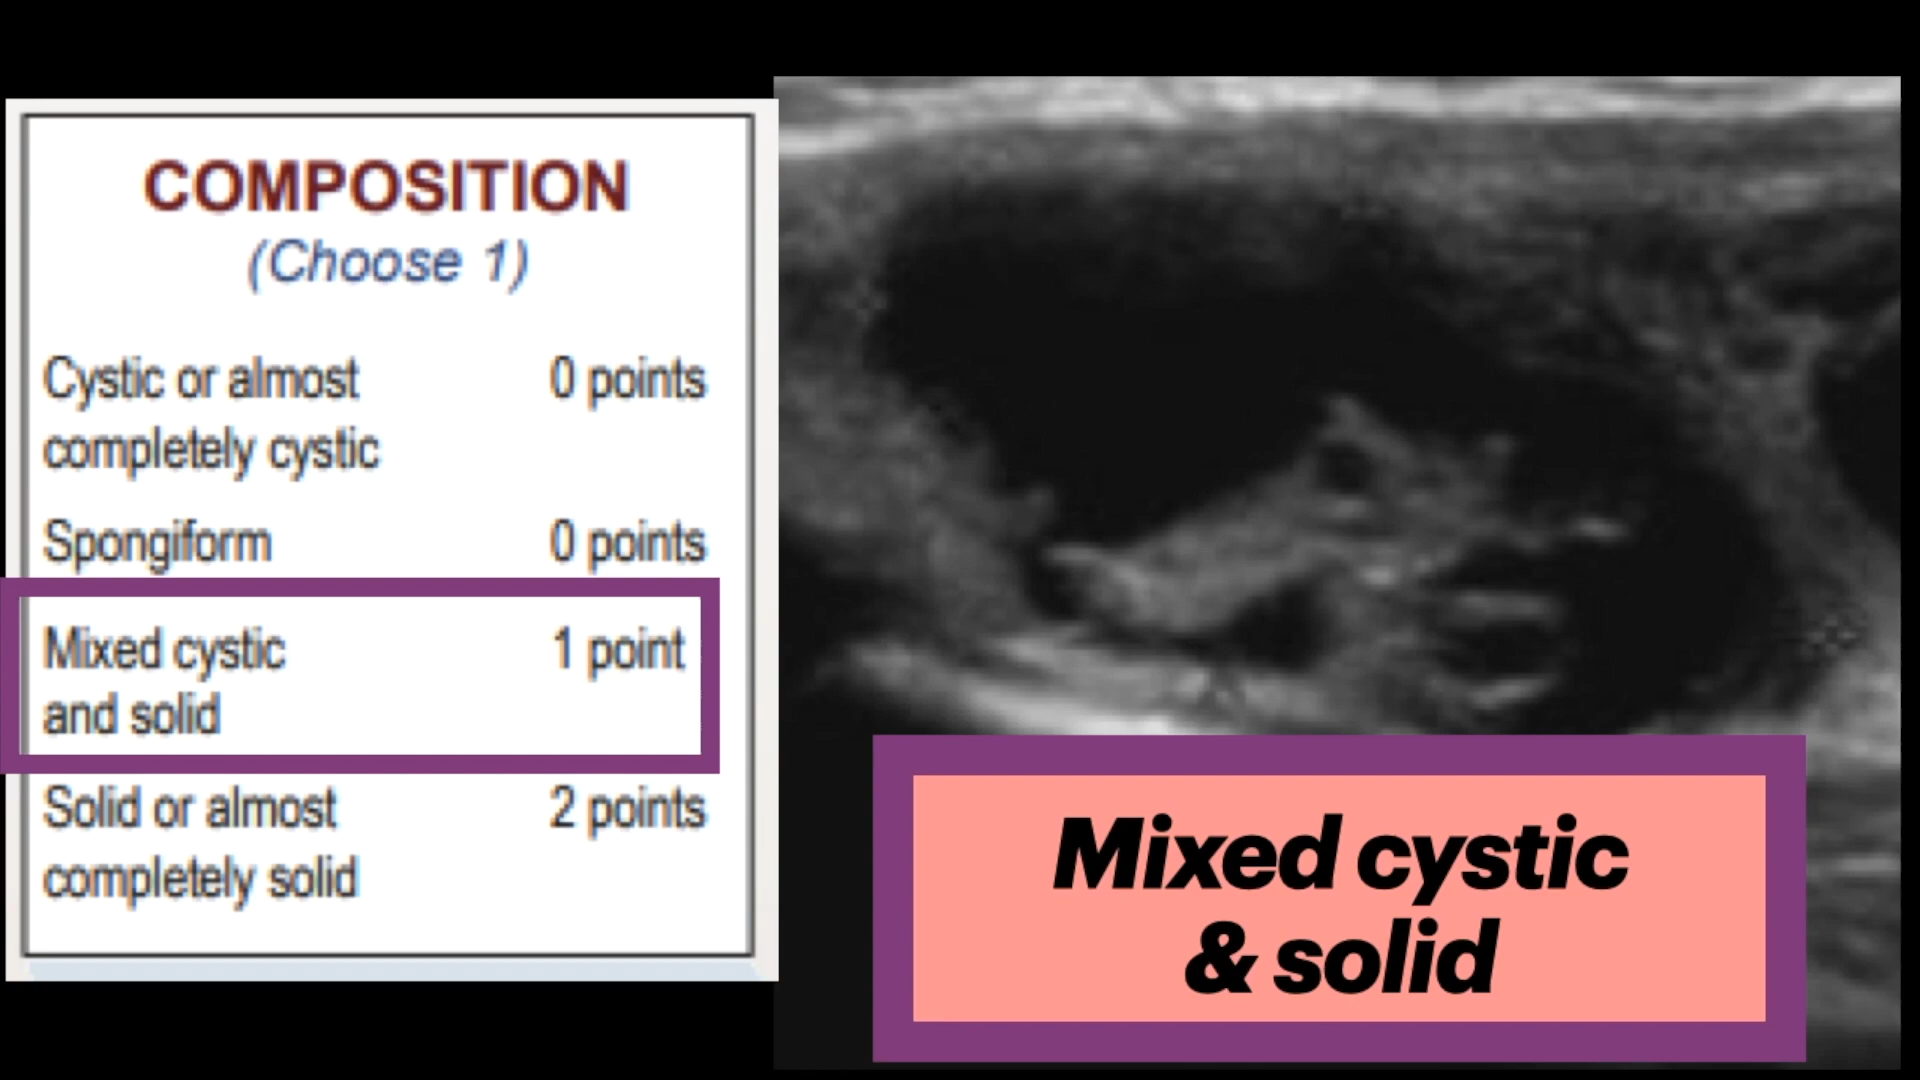 COMPOSITION
(Choose 1)
Cystic or almost 0 points
completely cystic
Spongiform 0 points
Mixed cystic 1 point
and solid
Solid or almost 2 points
completely solid
Mixed cystic
& solid